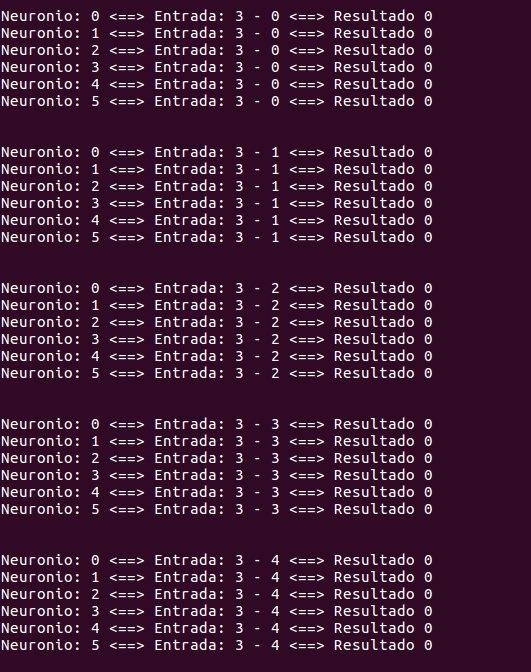 Neuronio: 0 <==> Entrada: 3 - 0 <==> Resultado 0
Neuronio: 1 <==> Entrada: 3 - 0 <==> Resultado 0
Neuronio: 2 <==> Entrada: 3 - 0 <==> Resultado 0
Neuronio: 3 <==> Entrada: 3 - 0 <==> Resultado 0
Neuronio: 4 <==> Entrada: 3 - 0 <==> Resultado 0
Neuronio: 5 <==> Entrada: 3 - 0 <==> Resultado 0
Neuronio: 0 <==> Entrada: 3 - 1 <==> Resultado 0
Neuronio: 1 <==> Entrada: 3 - 1 <==> Resultado 0
Neuronio: 2 <==> Entrada: 3 - 1 <==> Resultado 0
Neuronio: 3 <==> Entrada: 3 - 1 <==> Resultado 0
Neuronio: 4 <==> Entrada: 3 - 1 <==> Resultado 0
Neuronio: 5 <==> Entrada: 3 - 1 <==> Resultado 0
Neuronio: 0 <==> Entrada: 3 - 2 <==> Resultado 0
Neuronio: 1 <==> Entrada: 3 - 2 <==> Resultado 0
Neuronio: 2 <==> Entrada: 3 - 2 <==> Resultado 0
Neuronio: 3 <==> Entrada: 3 - 2 <==> Resultado 0
Neuronio: 4 <==> Entrada: 3 - 2 <==> Resultado 0
Neuronio: 5 <==> Entrada: 3 - 2 <==> Resultado 0
Neuronio: 0 <==> Entrada: 3 - 3 <==> Resultado 0
Neuronio: 1 <==> Entrada: 3 - 3 <==> Resultado 0
Neuronio: 2 <==> Entrada: 3 - 3 <==> Resultado 0
Neuronio: 3 <==> Entrada: 3 - 3 <==> Resultado 0
Neuronio: 4 <==> Entrada: 3 - 3 <==> Resultado 0
Neuronio: 5 <==> Entrada: 3 - 3 <==> Resultado 0
Neuronio: 0 <==> Entrada: 3 - 4 <==> Resultado 0
Neuronio: 1 <==> Entrada: 3 - 4 <==> Resultado 0
Neuronio: 2 <==> Entrada: 3 - 4 <==> Resultado 0
Neuronio: 3 <==> Entrada: 3 - 4 <==> Resultado 0
Neuronio: 4 <==> Entrada: 3 - 4 <==> Resultado 0
Neuronio: 5 <==> Entrada: 3 - 4 <==> Resultado 0